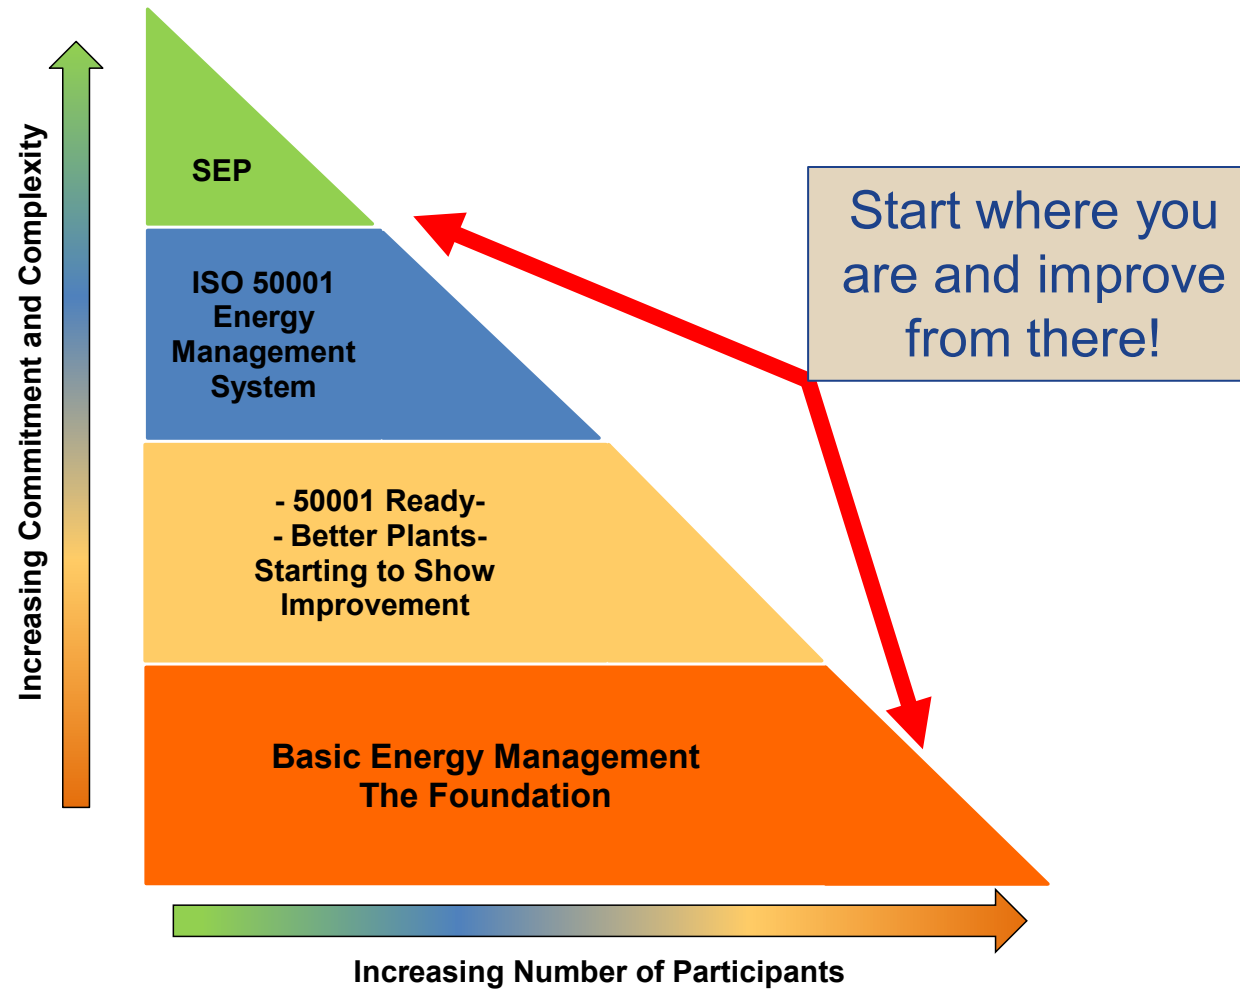 Increasing Commitment and Complexity
SEP
ISO 50001
Energy
Management
System
- 50001 Ready-
- Better Plants-
Starting to Show
Improvement
Basic Energy Management
The Foundation
Start where you
are and improve
from there!
Increasing Number of Participants